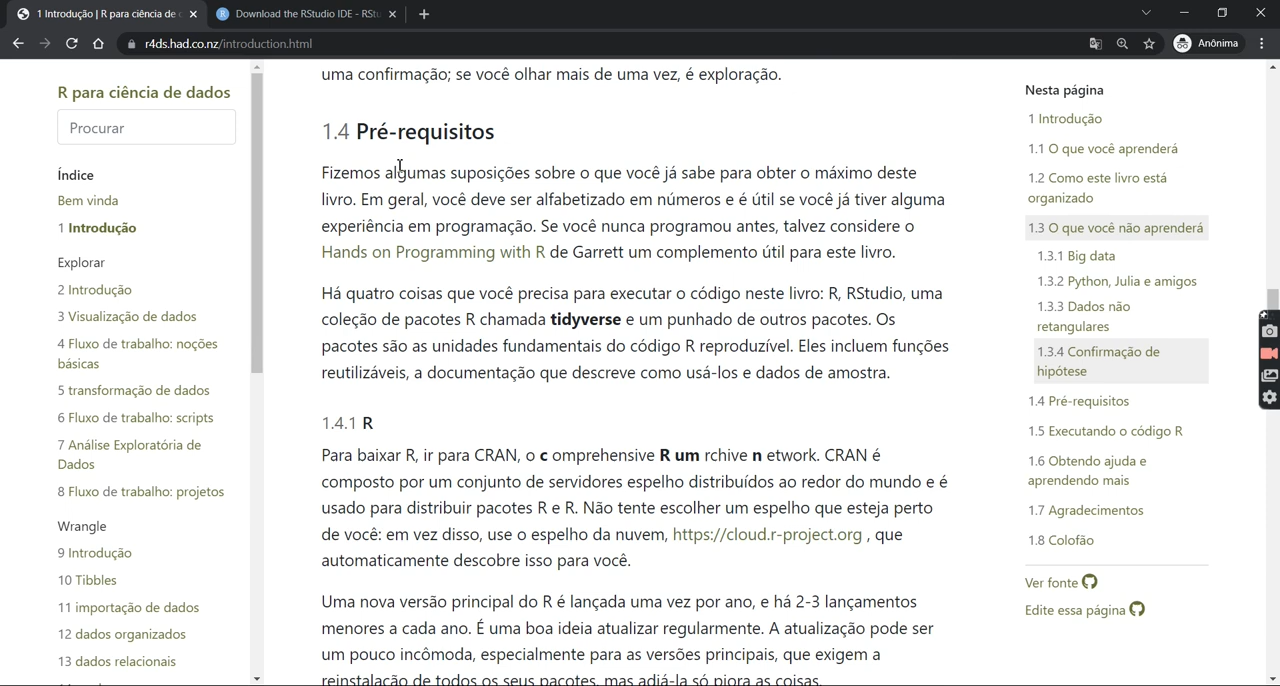 1 Introdução | R para ciência de d
Download the RStudio IDE - RSt
r4ds.had.co.nz/introduction.html
Anônima
R para ciência de dados
Procurar
Índice
Bem vinda
1 Introdução
Explorar
2 Introdução
3 Visualização de dados
4 Fluxo de trabalho: noções
básicas
5 transformação de dados
6 Fluxo de trabalho: scripts
7 Análise Exploratória de
Dados
8 Fluxo de trabalho: projetos
Wrangle
9 Introdução
10 Tibbles
11 importação de dados
12 dados organizados
13 dados relacionais
uma confirmação; se você olhar mais de uma vez, é exploração.
1.4 Pré-requisitos
Fizemos algumas suposições sobre o que você já sabe para obter o máximo deste
livro. Em geral, você deve ser alfabetizado em números e é útil se você já tiver alguma
experiência em programação. Se você nunca programou antes, talvez considere o
Hands on Programming with R de Garrett um complemento útil para este livro.
Há quatro coisas que você precisa para executar o código neste livro: R, RStudio, uma
coleção de pacotes R chamada tidyverse e um punhado de outros pacotes. Os
pacotes são as unidades fundamentais do código R reproduzível. Eles incluem funções
reutilizáveis, a documentação que descreve como usá-los e dados de amostra.
1.4.1 R
Para baixar R, ir para CRAN, o c omprehensive R um rchive n etwork. CRAN é
composto por um conjunto de servidores espelho distribuídos ao redor do mundo e é
usado para distribuir pacotes R e R. Não tente escolher um espelho que esteja perto
de você: em vez disso, use o espelho da nuvem, https://cloud.r-project.org , que
automaticamente descobre isso para você.
Uma nova versão principal do R é lançada uma vez por ano, e há 2-3 lançamentos
menores a cada ano. É uma boa ideia atualizar regularmente. A atualização pode ser
um pouco incômoda, especialmente para as versões principais, que exigem a
reinstalação de todos os seus pacotes, mas adiá-la só piora as coisas.
Nesta página
1 Introdução
1.1 O que você aprenderá
1.2 Como este livro está
organizado
1.3 O que você não aprenderá
1.3.1 Big data
1.3.2 Python, Julia e amigos
1.3.3 Dados não
retangulares
1.3.4 Confirmação de
hipótese
1.4 Pré-requisitos
1.5 Executando o código R
1.6 Obtendo ajuda e
aprendendo mais
1.7 Agradecimentos
1.8 Colofão
Ver fonte
Edite essa página